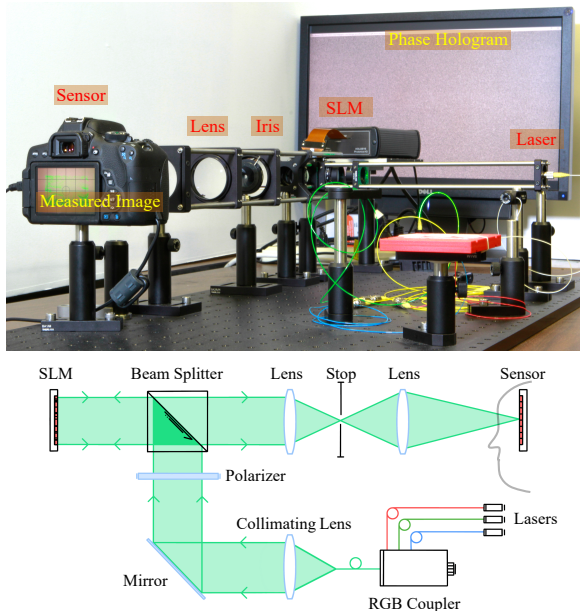 Phase Hologram
Sensor
SLM
Lens
Iris
Laser
Measured Image
DELL
SLM
Beam Splitter
Lens
Stop
Lens
Sensor
Polarizer
Collimating Lens
Lasers
Mirror
RGB Coupler